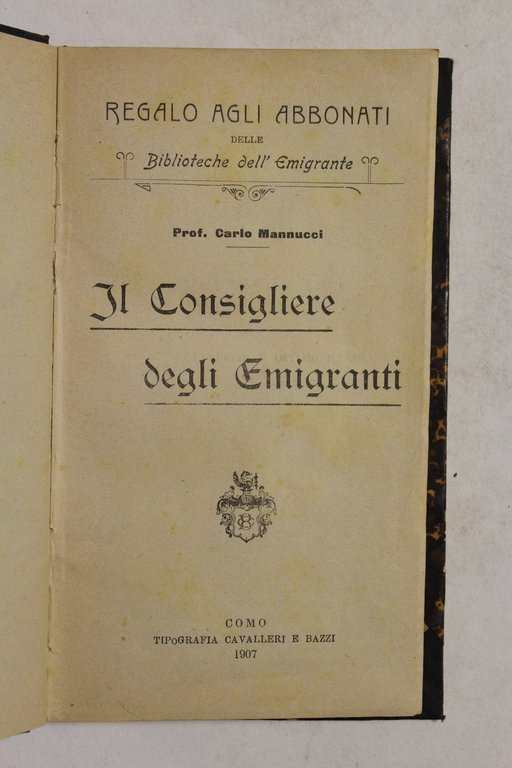 REGALO AGLI ABBONATI
DELLE
Biblioteche dell' Emigrante
Prof. Carlo Mannucci
Il Consigliere
degli Emigranti
COMO
TIPOGRAFIA CAVALLERI E BAZZI
1907